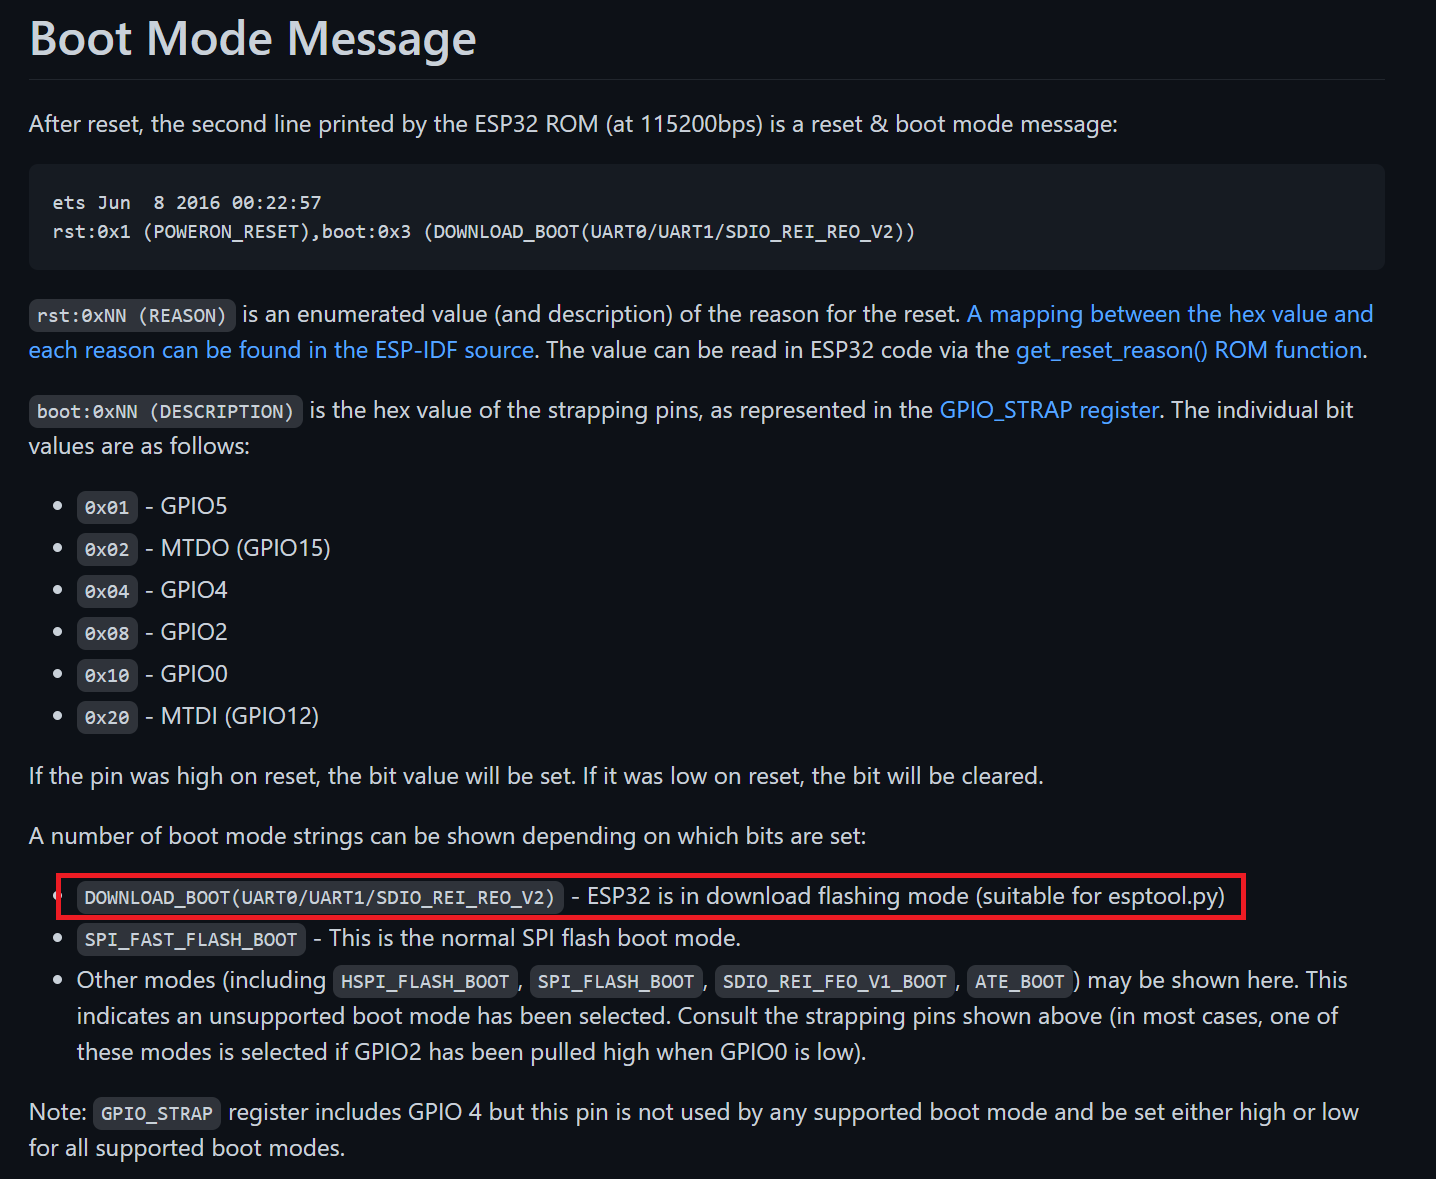 Boot Mode Message
After reset, the second line printed by the ESP32 ROM (at 115200bps) is a reset & boot mode message:
ets Jun  8 2016 00:22:57
rst:0x1 (POWERON_RESET),boot:0x3 (DOWNLOAD_BOOT(UART0/UART1/SDIO_REI_REO_V2))
rst:0xNN (REASON) is an enumerated value (and description) of the reason for the reset. A mapping between the hex value and
each reason can be found in the ESP-IDF source. The value can be read in ESP32 code via the get_reset_reason() ROM function.
boot:0xNN (DESCRIPTION) is the hex value of the strapping pins, as represented in the GPIO_STRAP register. The individual bit
values are as follows:
• 0x01 - GPIO5
• 0x02 - MTDO (GPIO15)
• 0x04 - GPIO4
• 0x08 - GPIO2
• 0x10 - GPIO0
• 0x20 - MTDI (GPIO12)
If the pin was high on reset, the bit value will be set. If it was low on reset, the bit will be cleared.
A number of boot mode strings can be shown depending on which bits are set:
• DOWNLOAD_BOOT(UART0/UART1/SDIO_REI_REO_V2) - ESP32 is in download flashing mode (suitable for esptool.py)
• SPI_FAST_FLASH_BOOT - This is the normal SPI flash boot mode.
• Other modes (including HSPI_FLASH_BOOT, SPI_FLASH_BOOT, SDIO_REI_FEO_V1_BOOT, ATE_BOOT) may be shown here. This
indicates an unsupported boot mode has been selected. Consult the strapping pins shown above (in most cases, one of
these modes is selected if GPIO2 has been pulled high when GPIO0 is low).
Note: GPIO_STRAP register includes GPIO 4 but this pin is not used by any supported boot mode and be set either high or low
for all supported boot modes.